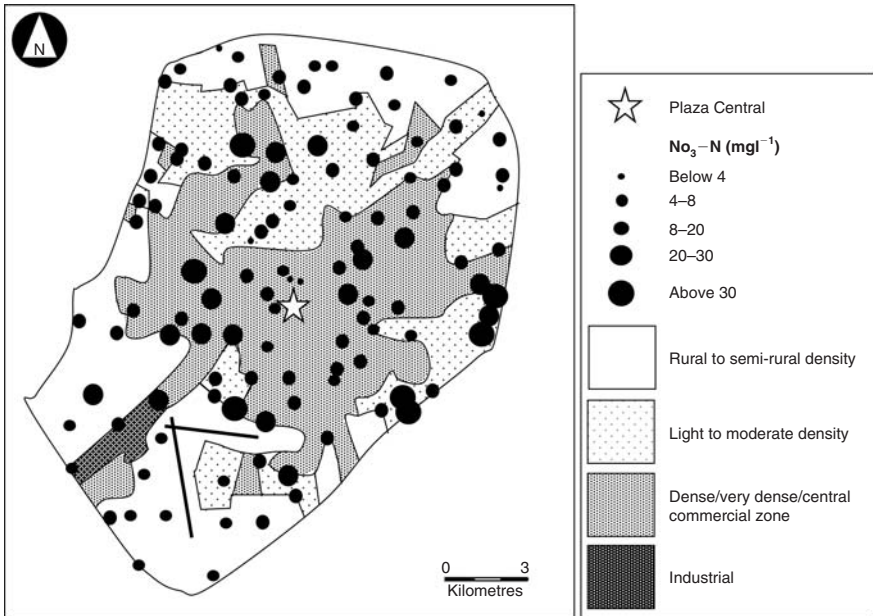 N
0 3
Kilometres
Plaza Central
No₃–N (mgl⁻¹)
Below 4
4–8
8–20
20–30
Above 30
Rural to semi-rural density
Light to moderate density
Dense/very dense/central
commercial zone
Industrial